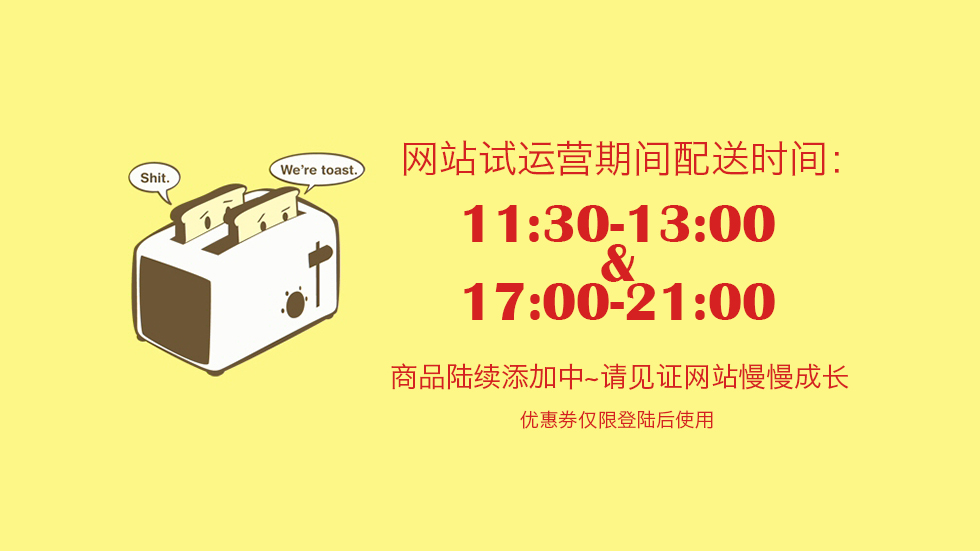 Shit.
We're toast.
网站试运营期间配送时间：
11:30-13:00
&
17:00-21:00
商品陆续添加中~请见证网站慢慢成长
优惠券仅限登陆后使用